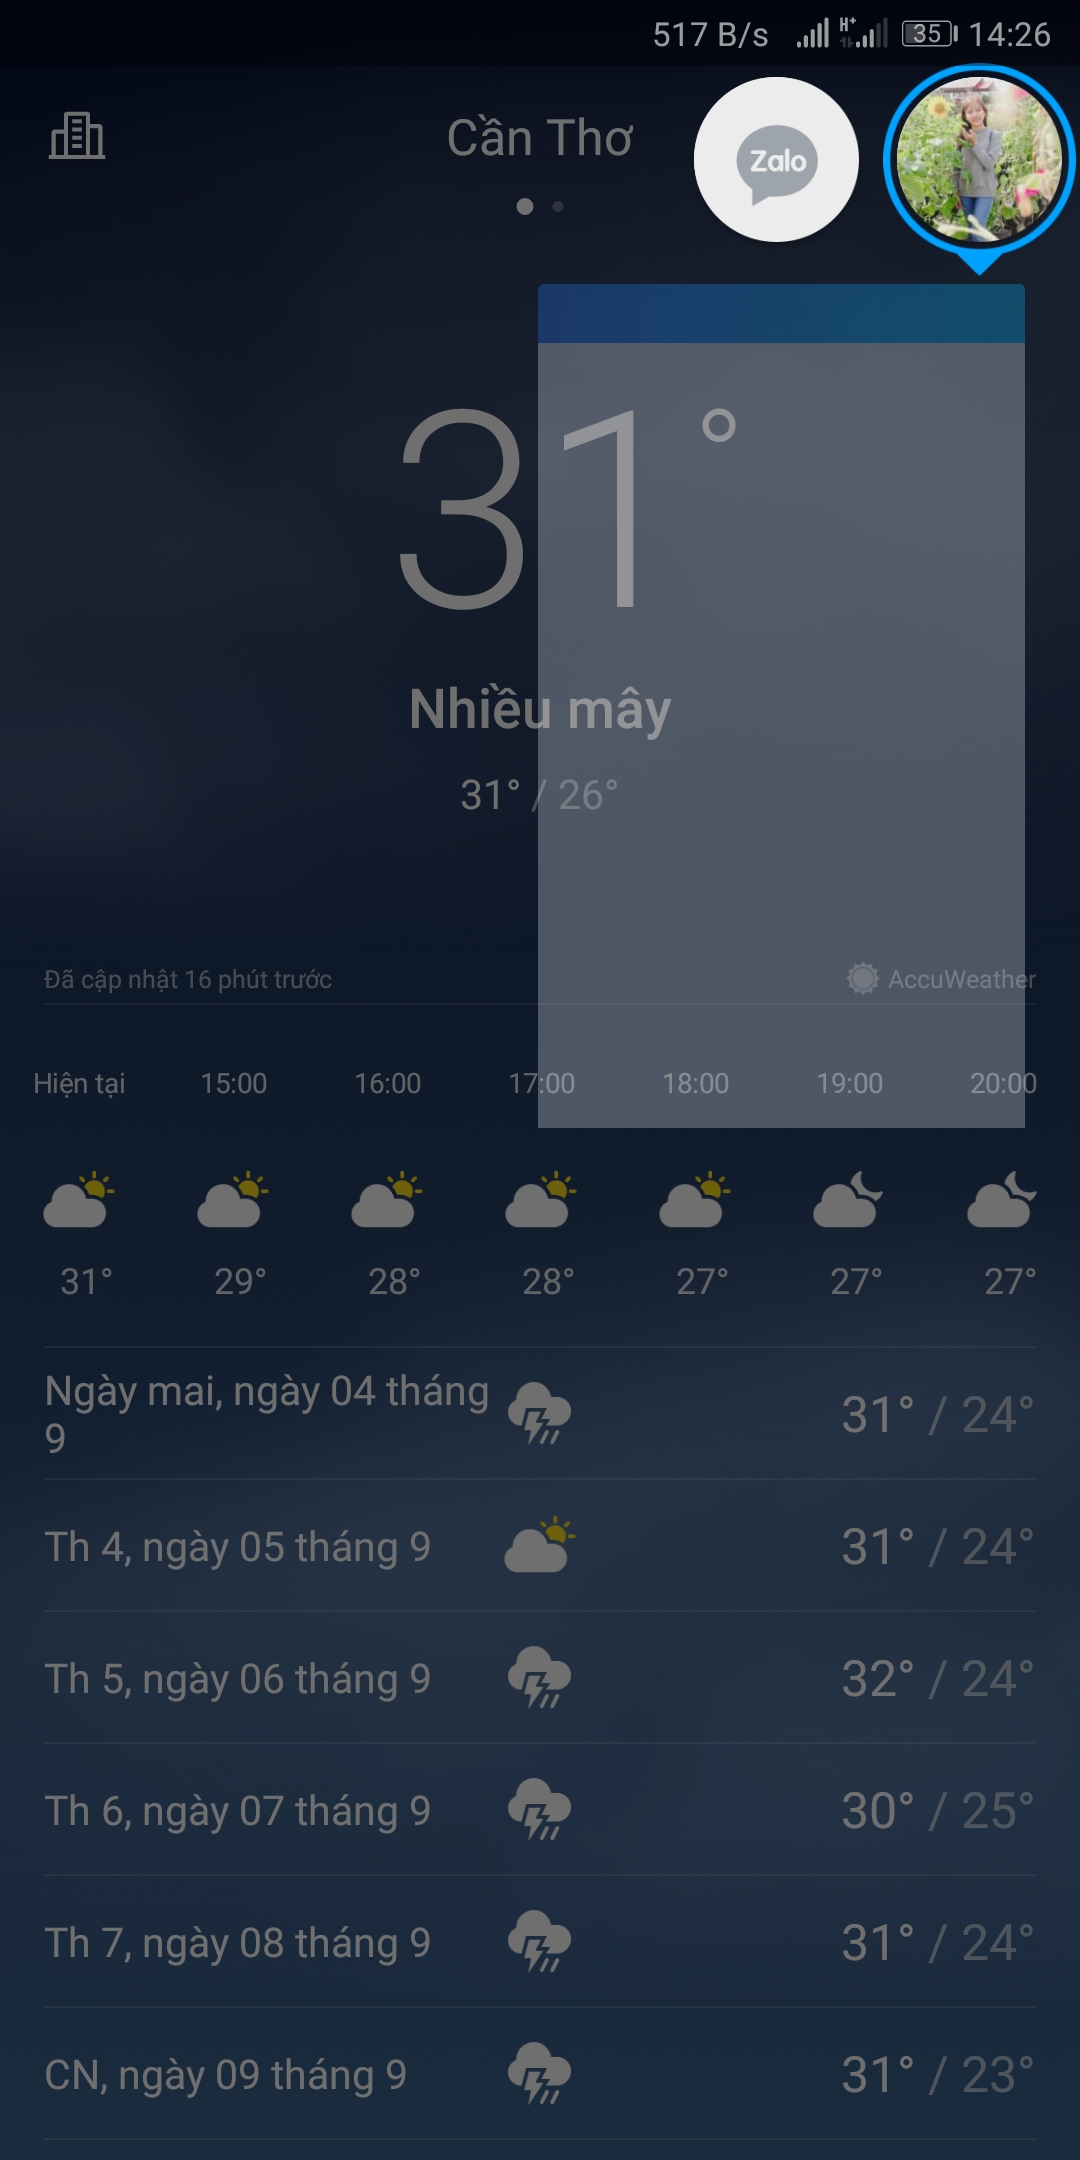 517 B/s H+ 35 14:26
Cần Thơ
Zalo
31°
Nhiều mây
31° / 26°
Đã cập nhật 16 phút trước AccuWeather
Hiện tại 15:00 16:00 17:00 18:00 19:00 20:00
31° 29° 28° 28° 27° 27° 27°
Ngày mai, ngày 04 tháng
9
31° / 24°
Th 4, ngày 05 tháng 9 31° / 24°
Th 5, ngày 06 tháng 9 32° / 24°
Th 6, ngày 07 tháng 9 30° / 25°
Th 7, ngày 08 tháng 9 31° / 24°
CN, ngày 09 tháng 9 31° / 23°